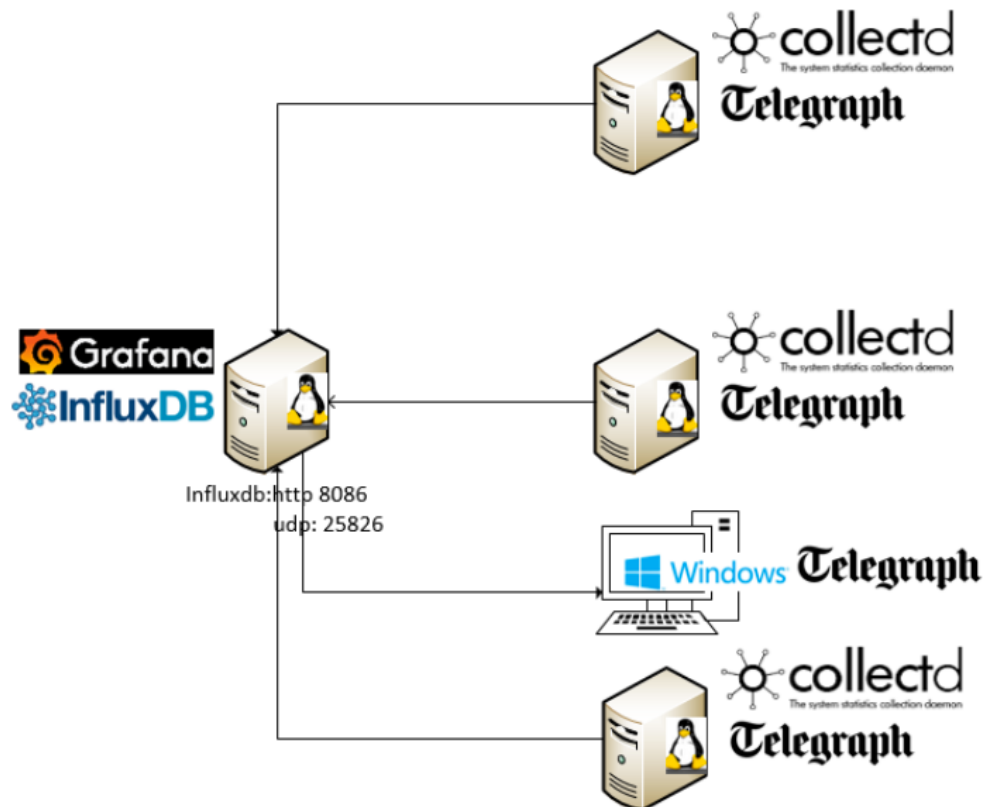 collectd
The system statistics collection daemon
Telegraph
Grafana
InfluxDB
collectd
The system statistics collection daemon
Telegraph
Influxdb:http 8086
udp: 25826
Windows
Telegraph
collectd
The system statistics collection daemon
Telegraph